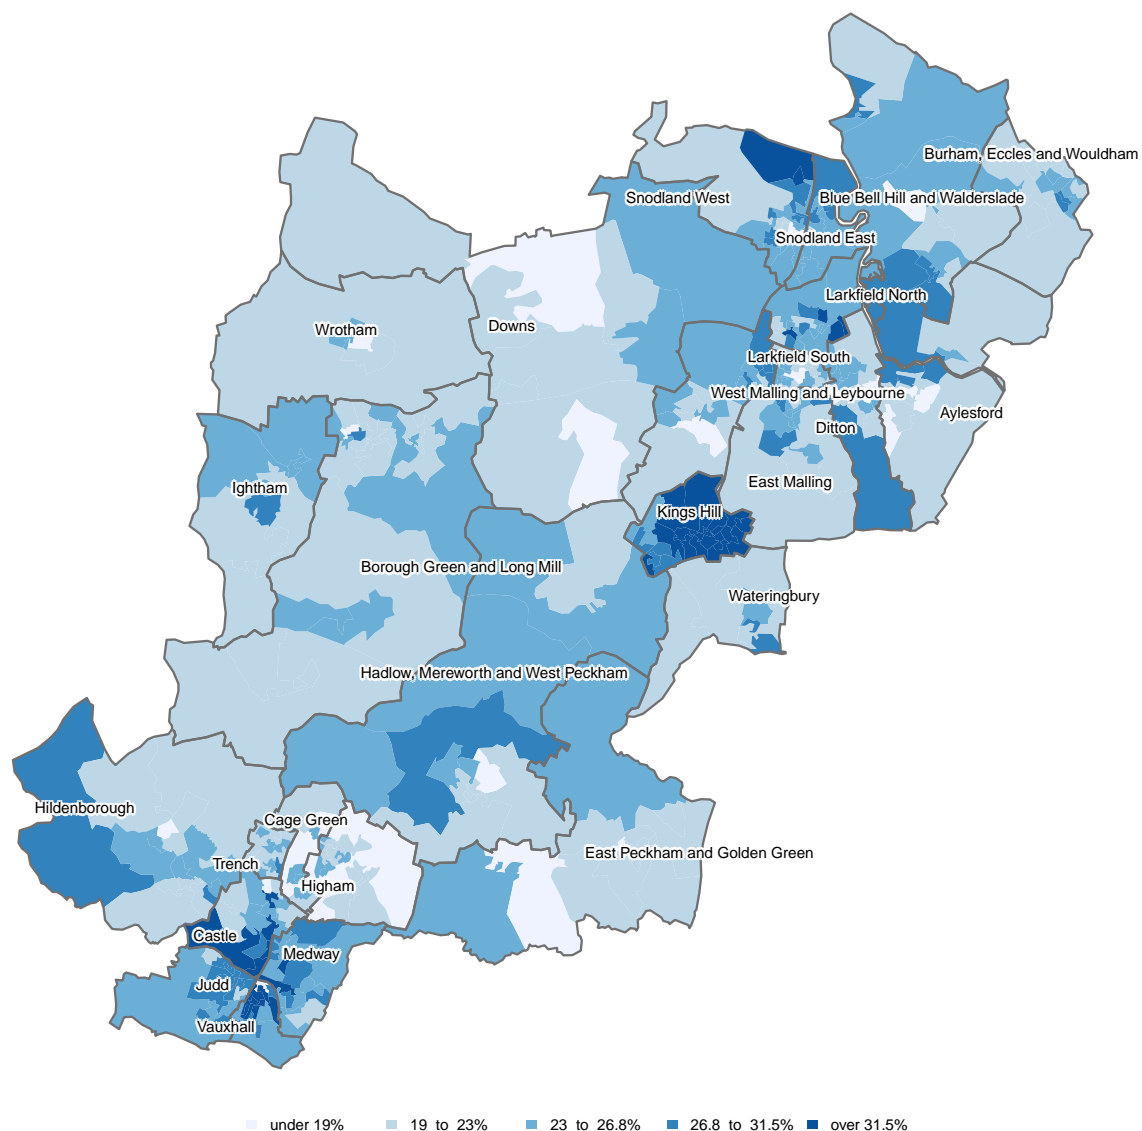 Burham, Eccles and Wouldham
Snodland West
Blue Bell Hill and Walderslade
Snodland East
Larkfield North
Wrotham
Downs
Larkfield South
West Malling and Leybourne
Aylesford
Ditton
East Malling
Ightham
Kings Hill
Borough Green and Long Mill
Wateringbury
Hadlow, Mereworth and West Peckham
Hildenborough
Cage Green
East Peckham and Golden Green
Trench
Higham
Castle
Medway
Judd
Vauxhall
under 19% 19 to 23% 23 to 26.8% 26.8 to 31.5% over 31.5%